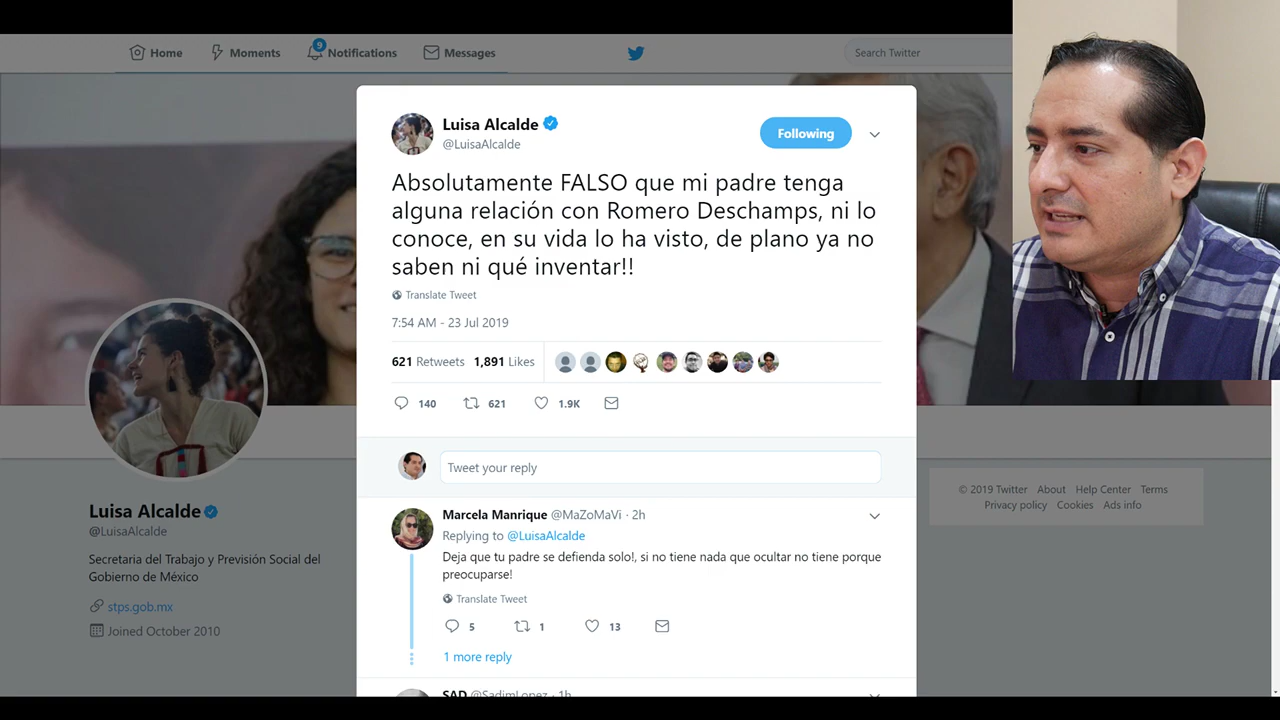 Home
Moments
9
Notifications
Messages
Search Twitter
Luisa Alcalde
@LuisaAlcalde
Following
Absolutamente FALSO que mi padre tenga
alguna relación con Romero Deschamps, ni lo
conoce, en su vida lo ha visto, de plano ya no
saben ni qué inventar!!
Translate Tweet
7:54 AM - 23 Jul 2019
621 Retweets 1,891 Likes
140 621 1.9K
Tweet your reply
Marcela Manrique @MaZoMaVi · 2h
Replying to @LuisaAlcalde
Deja que tu padre se defienda solo!, si no tiene nada que ocultar no tiene porque
preocuparse!
Translate Tweet
5 1 13
1 more reply
SAD @SadimLopez · 1h
Luisa Alcalde
@LuisaAlcalde
Secretaria del Trabajo y Previsión Social del
Gobierno de México
stps.gob.mx
Joined October 2010
© 2019 Twitter About Help Center Terms
Privacy policy Cookies Ads info